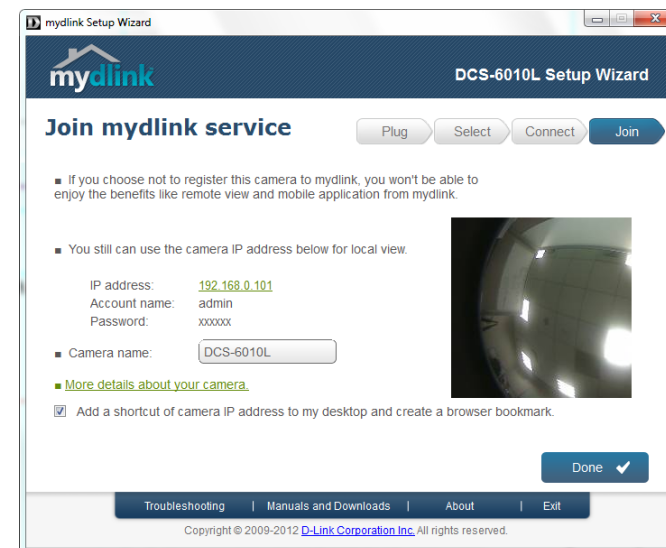 mydlink Setup Wizard
mydlink
DCS-6010L Setup Wizard
Join mydlink service
Plug
Select
Connect
Join
If you choose not to register this camera to mydlink, you won't be able to
enjoy the benefits like remote view and mobile application from mydlink.
You still can use the camera IP address below for local view.
IP address: 192.168.0.101
Account name: admin
Password: xxxxxx
Camera name: DCS-6010L
More details about your camera.
Add a shortcut of camera IP address to my desktop and create a browser bookmark.
Done
Troubleshooting | Manuals and Downloads | About | Exit
Copyright © 2009-2012 D-Link Corporation Inc. All rights reserved.